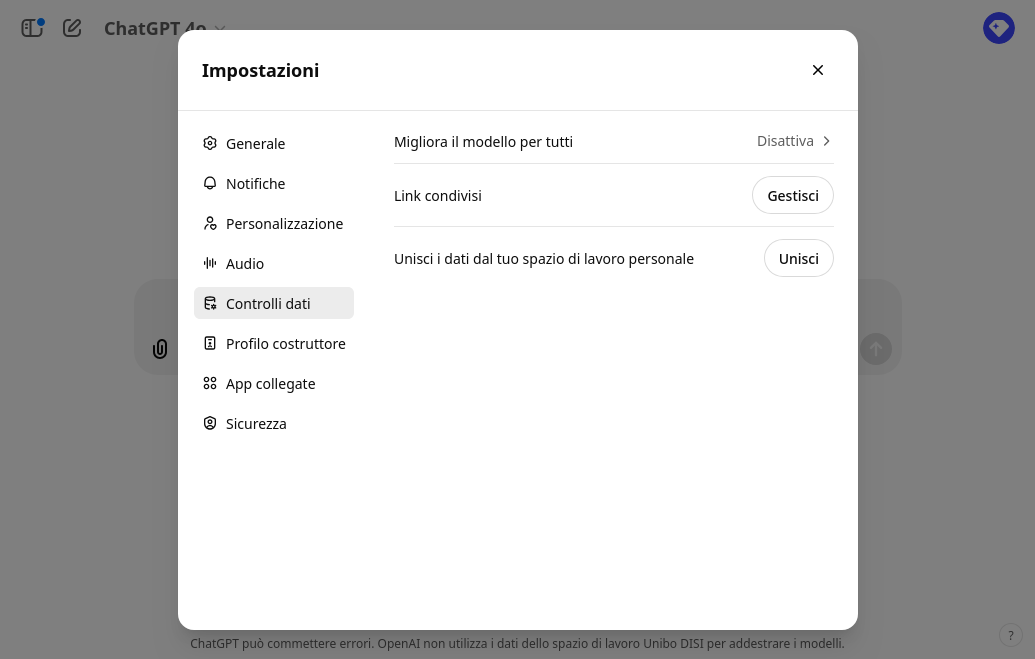 ChatGPT 4o
Impostazioni
Generale
Notifiche
Personalizzazione
Audio
Controlli dati
Profilo costruttore
App collegate
Sicurezza
Migliora il modello per tutti
Disattiva
Link condivisi
Gestisci
Unisci i dati dal tuo spazio di lavoro personale
Unisci
ChatGPT può commettere errori. OpenAI non utilizza i dati dello spazio di lavoro Unibo DISI per addestrare i modelli.
?